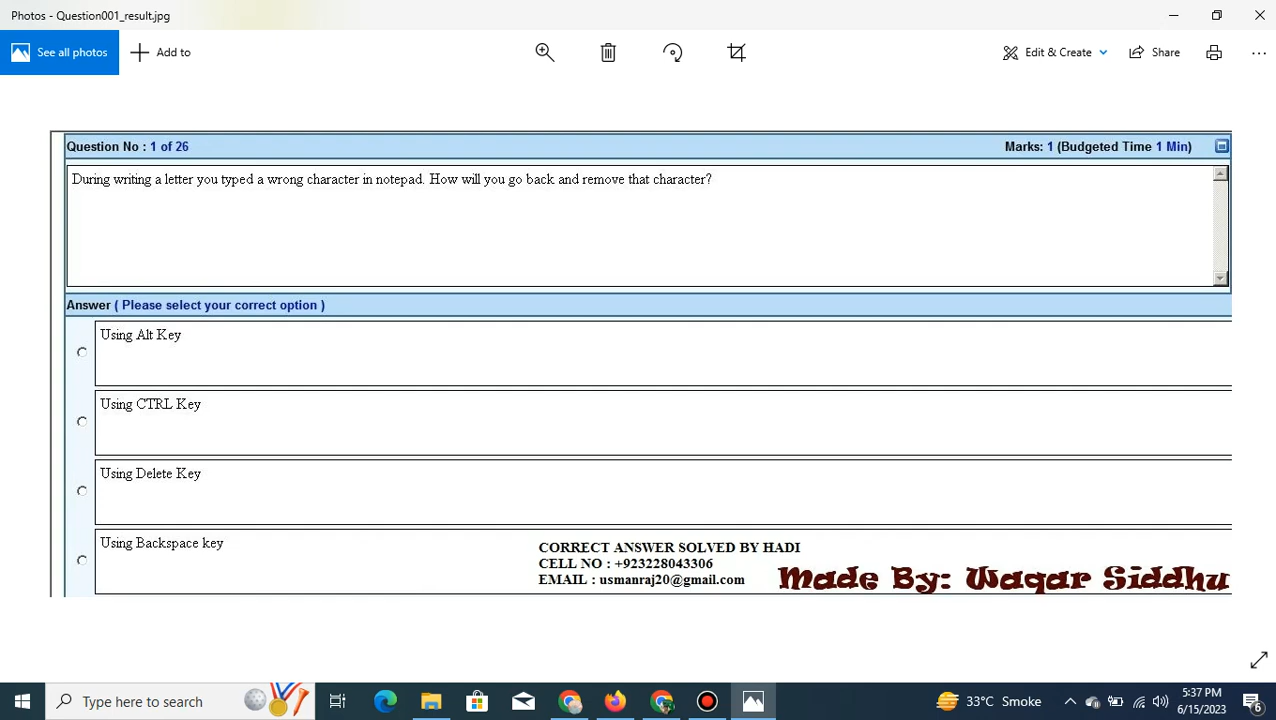 Photos - Question001_result.jpg
See all photos
Add to
Edit & Create
Share
Question No : 1 of 26
Marks: 1 (Budgeted Time 1 Min)
During writing a letter you typed a wrong character in notepad. How will you go back and remove that character?
Answer ( Please select your correct option )
Using Alt Key
Using CTRL Key
Using Delete Key
Using Backspace key
CORRECT ANSWER SOLVED BY HADI
CELL NO : +923228043306
EMAIL : usmanraj20@gmail.com
Made By: Waqar Siddhu
Type here to search
33°C Smoke
5:37 PM
6/15/2023
6